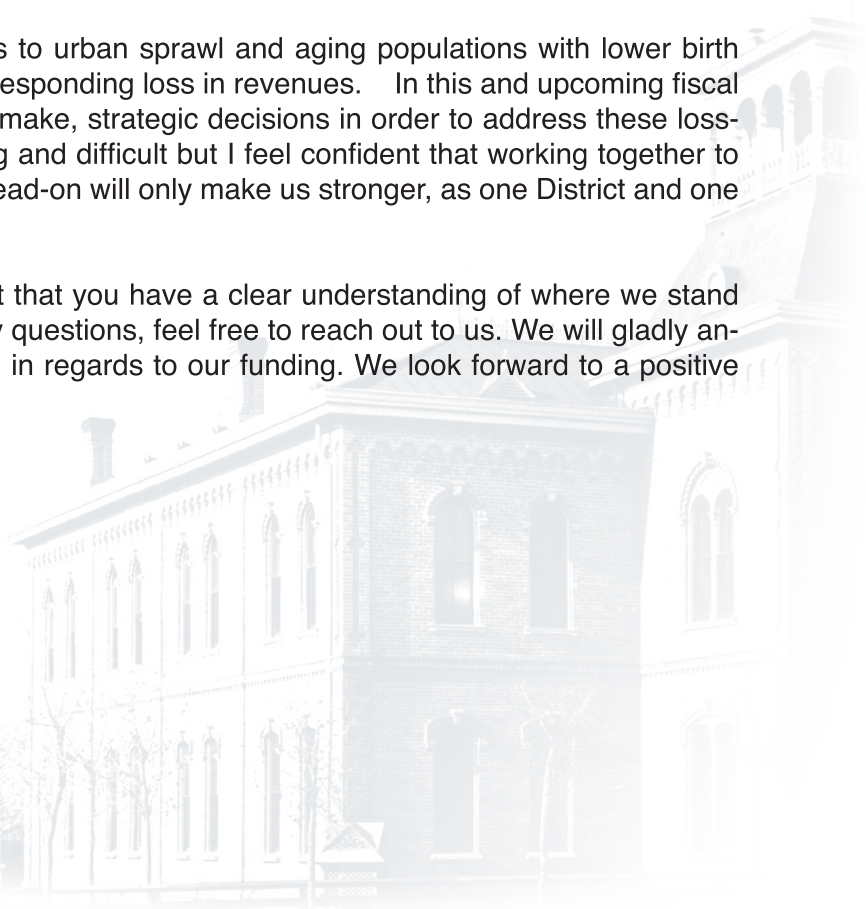 s to urban sprawl and aging populations with lower birth
esponding loss in revenues. In this and upcoming fiscal
make, strategic decisions in order to address these loss-
g and difficult but I feel confident that working together to
ead-on will only make us stronger, as one District and one
t that you have a clear understanding of where we stand
y questions, feel free to reach out to us. We will gladly an-
in regards to our funding. We look forward to a positive